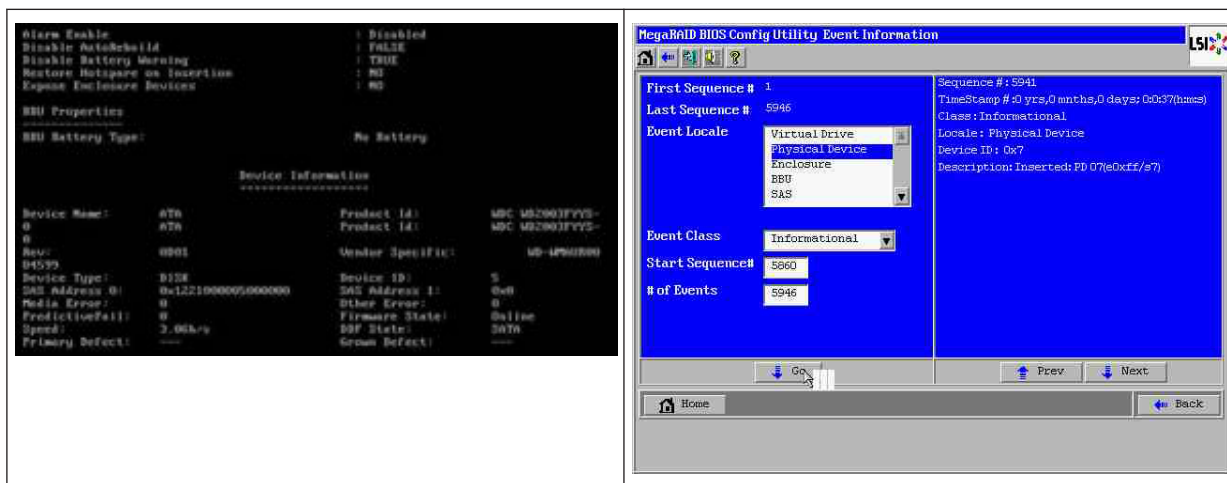 Alarm Enable : Disabled
Disable AutoRebuild : FALSE
Disable Battery Warning : TRUE
Restore Hotspare on Insertion : NO
Expose Enclosure Devices : NO
BBU Properties
----------------
BBU Battery Type: No Battery
Device Information
==================
Device Name: ATA Product Id: WDC WD2003FYYS-
0 ATA Product Id: WDC WD2003FYYS-
0
Rev: 0D01 Vendor Specific:
04599
Device Type: DISK Device ID: 5
SAS Address 0: SAS Address 1: 0x0
Media Error: 0 Other Error: 0
PredictiveFail: 0 Firmware State: Online
Speed: 3.0Gb/s DDF State: SATA
Primary Defect: --- Grown Defect: ---
MegaRAID BIOS Config Utility Event Information
LSI
First Sequence # 1
Last Sequence # 5946
Event Locale
Virtual Drive
Physical Device
Enclosure
BBU
SAS
Event Class Informational
Start Sequence# 5860
# of Events 5946
Go
Sequence #:5941
TimeStamp #:0 yrs,0 mnths,0 days; 0:0:37(h:m:s)
Class:Informational
Locale: Physical Device
Device ID: 0x7
Description: Inserted: PD 07(e0xff/s7)
Prev Next
Home Back